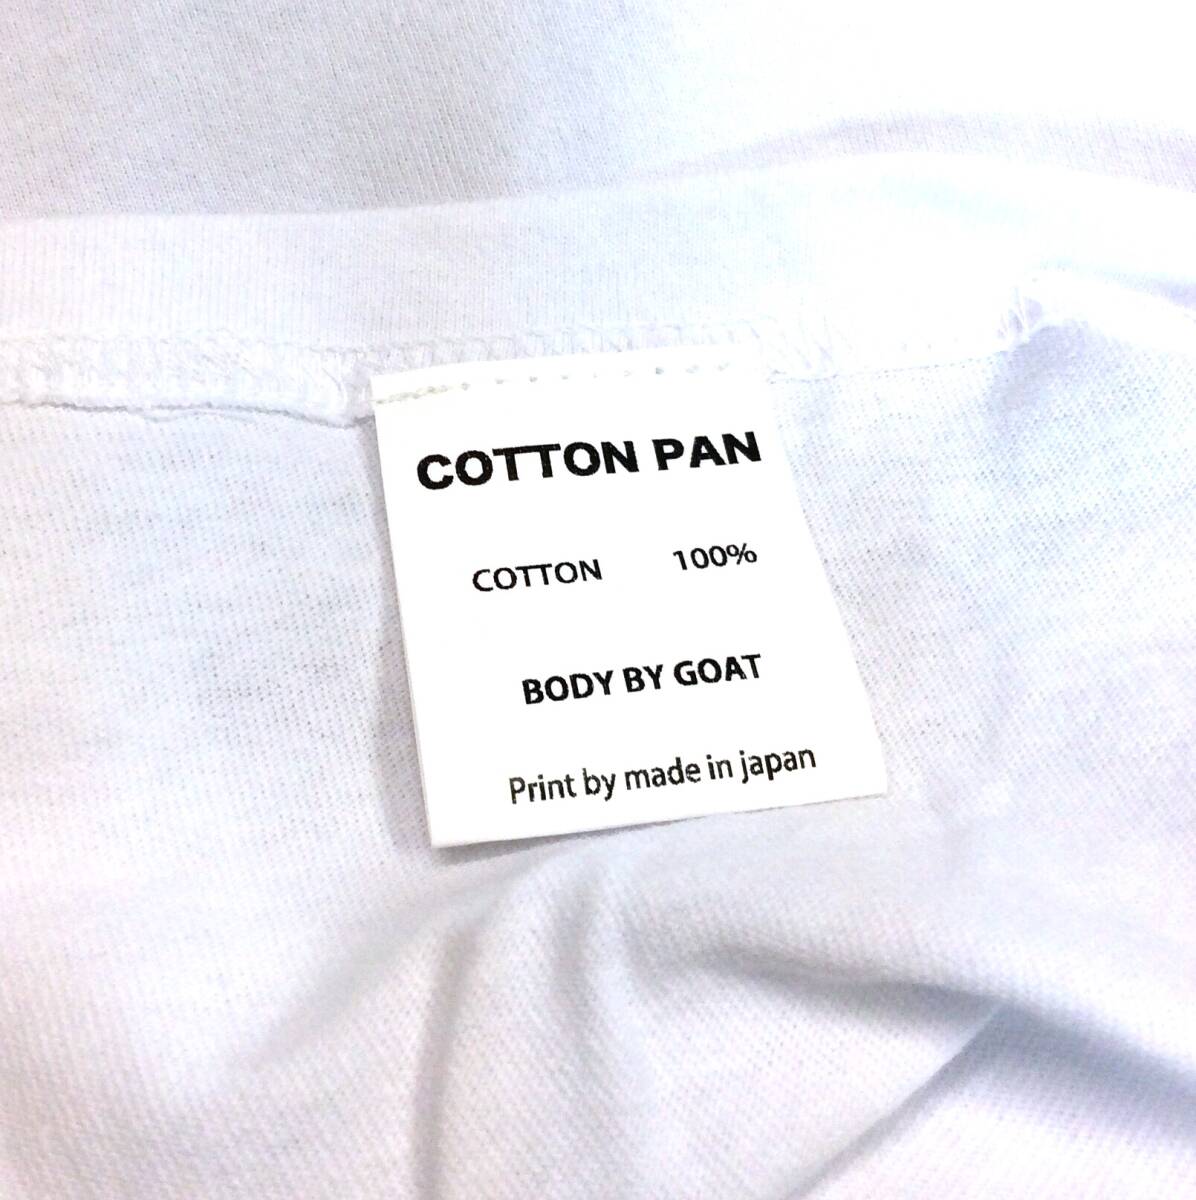 COTTON PAN
COTTON 100%
BODY BY GOAT
Print by made in japan